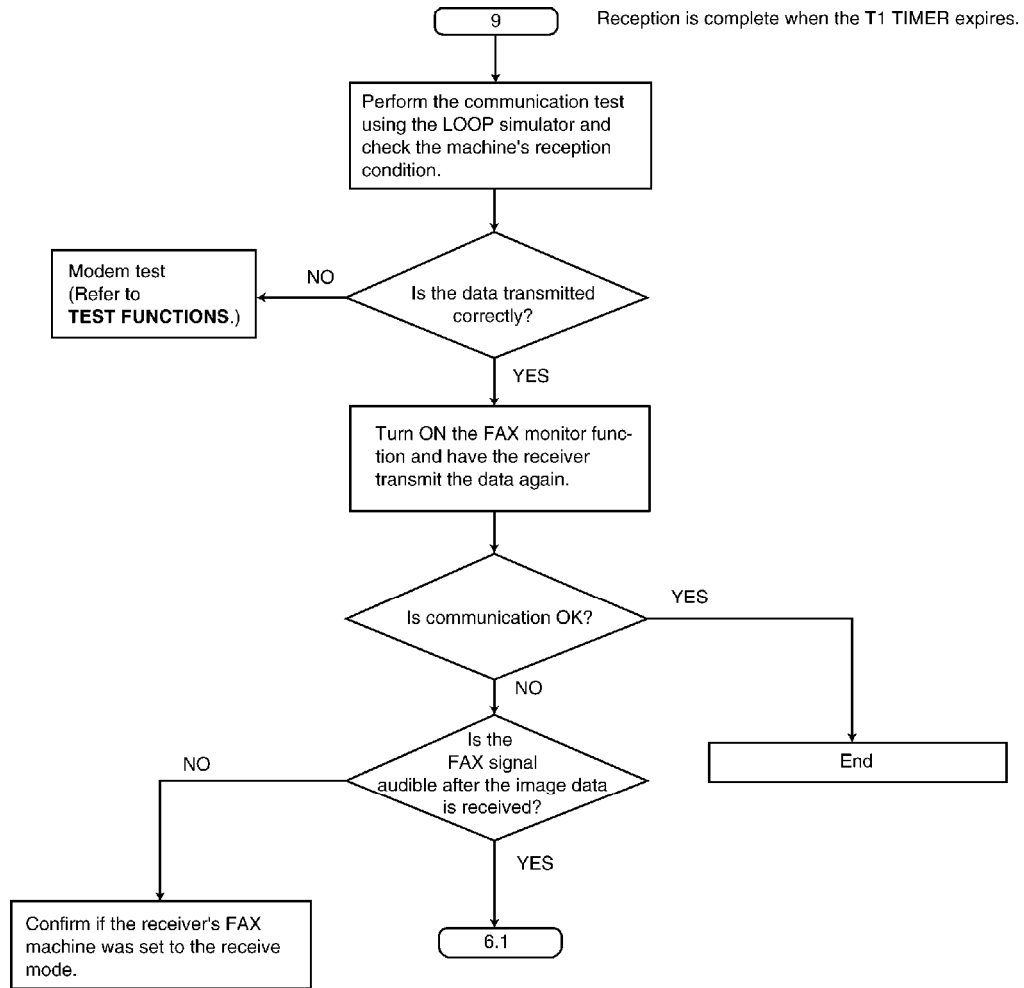 9
Reception is complete when the T1 TIMER expires.
Perform the communication test
using the LOOP simulator and
check the machine's reception
condition.
Modem test
(Refer to
TEST FUNCTIONS.)
NO
Is the data transmitted
correctly?
YES
Turn ON the FAX monitor func-
tion and have the receiver
transmit the data again.
Is communication OK?
YES
NO
Is the
FAX signal
audible after the image data
is received?
NO
End
YES
Confirm if the receiver's FAX
machine was set to the receive
mode.
6.1